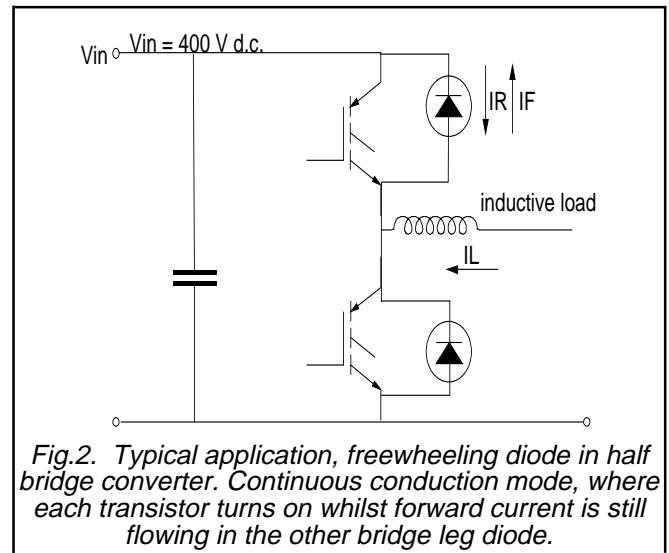 Vin Vin = 400 V d.c.
IR IF
inductive load
IL
Fig.2. Typical application, freewheeling diode in half
bridge converter. Continuous conduction mode, where
each transistor turns on whilst forward current is still
flowing in the other bridge leg diode.